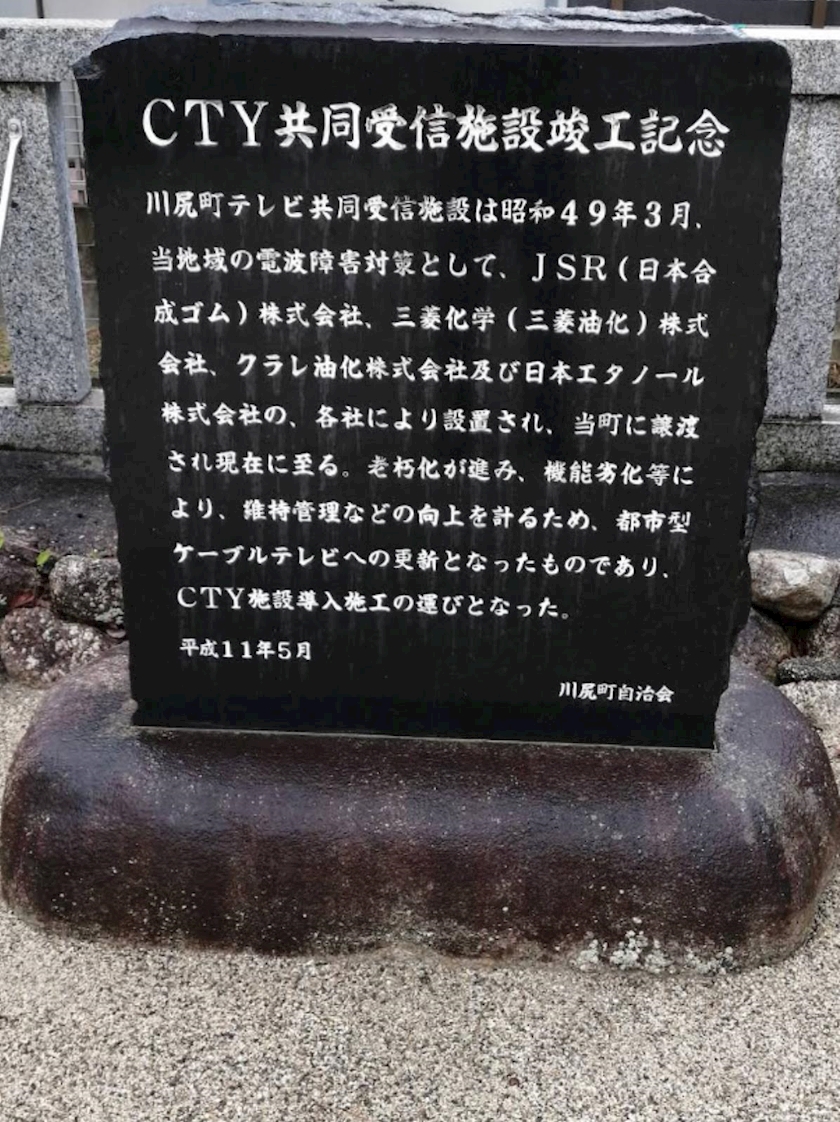 CTY共同受信施設竣工記念
川尻町テレビ共同受信施設は昭和49年3月、
当地域の電波障害対策として、JSR(日本合
成ゴム)株式会社、三菱化学(三菱油化)株式
会社、クラレ油化株式会社及び日本エタノール
株式会社の、各社により設置され、当町に譲渡
され現在に至る。老朽化が進み、機能劣化等に
より、維持管理などの向上を計るため、都市型
ケーブルテレビへの更新となったものであり、
CTY施設導入施工の運びとなった。
平成11年5月
川尻町自治会